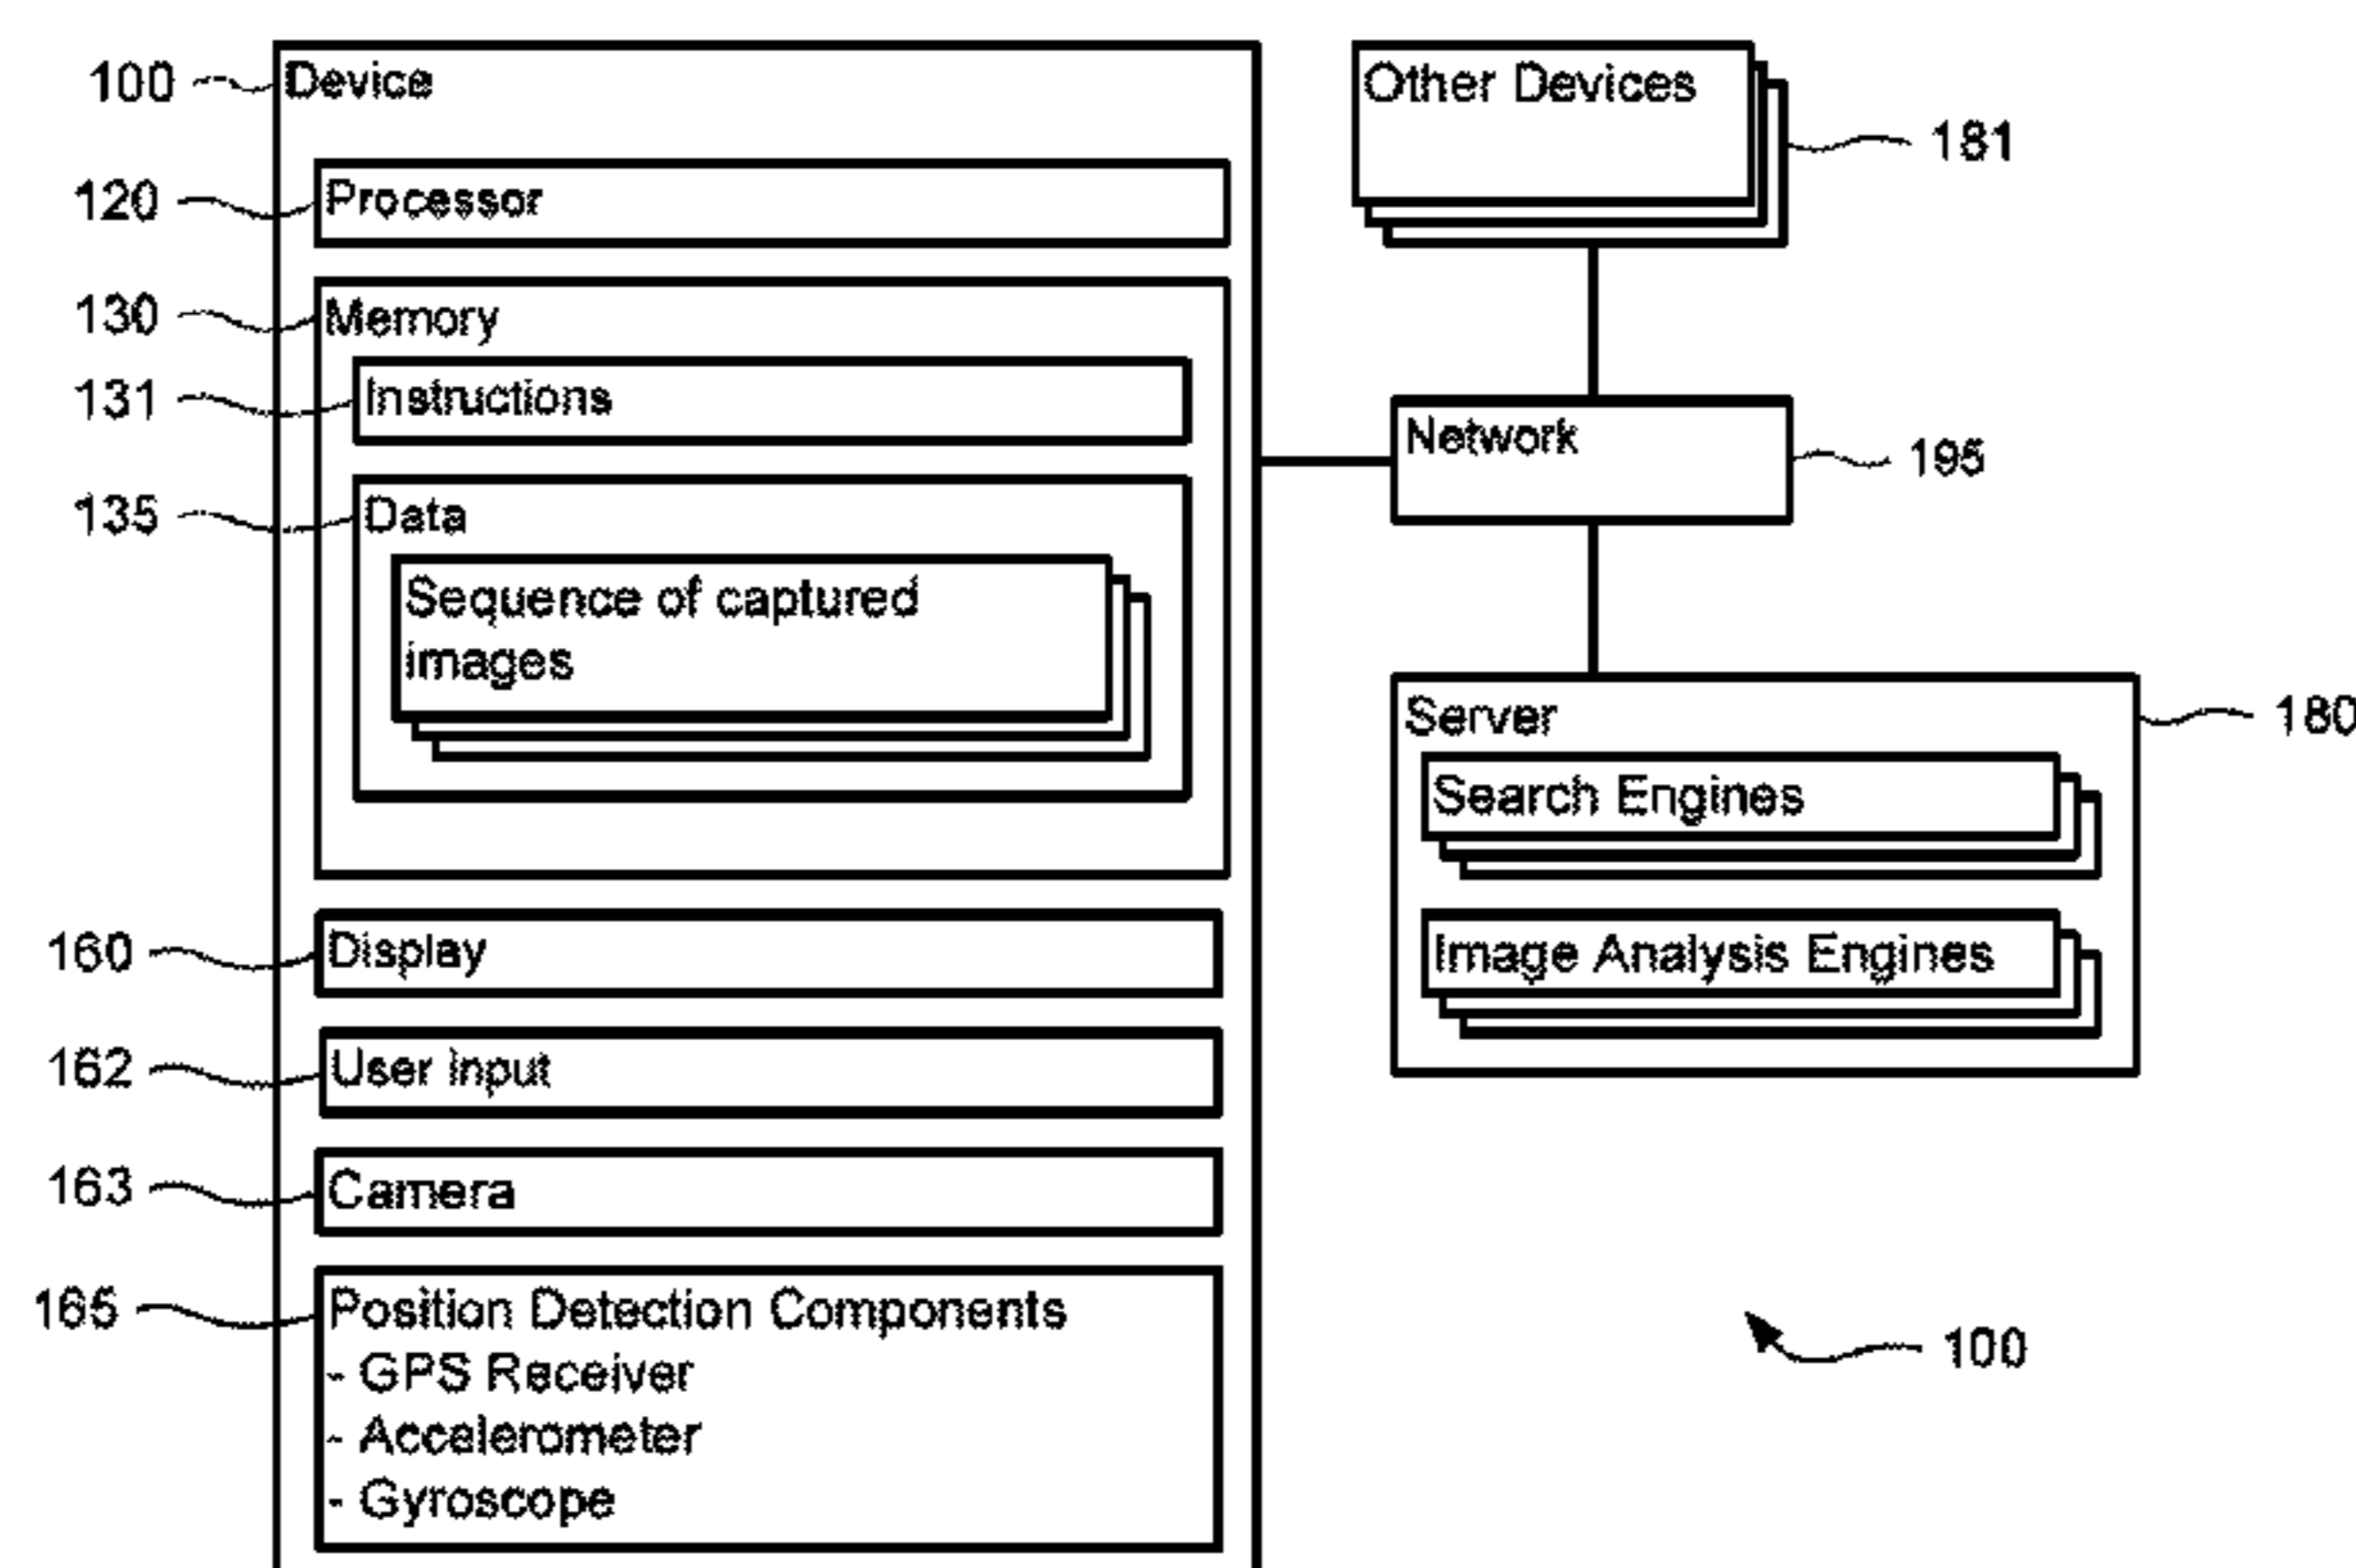 100 Device
120 Processor
130 Memory
131 Instructions
135 Data
Sequence of captured
images
160 Display
162 User Input
163 Camera
165 Position Detection Components
- GPS Receiver
- Accelerometer
- Gyroscope
Other Devices
181
Network
195
Server
180
Search Engines
Image Analysis Engines
100